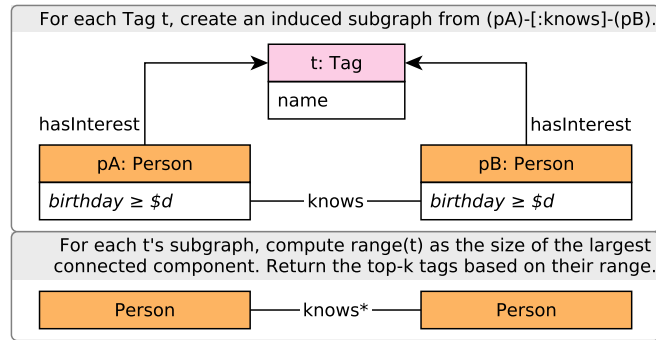 For each Tag t, create an induced subgraph from (pA)-[:knows]-(pB).
t: Tag
name
hasInterest
hasInterest
pA: Person
pB: Person
birthday ≥ $d
knows
birthday ≥ $d
For each t's subgraph, compute range(t) as the size of the largest
connected component. Return the top-k tags based on their range.
Person
knows*
Person